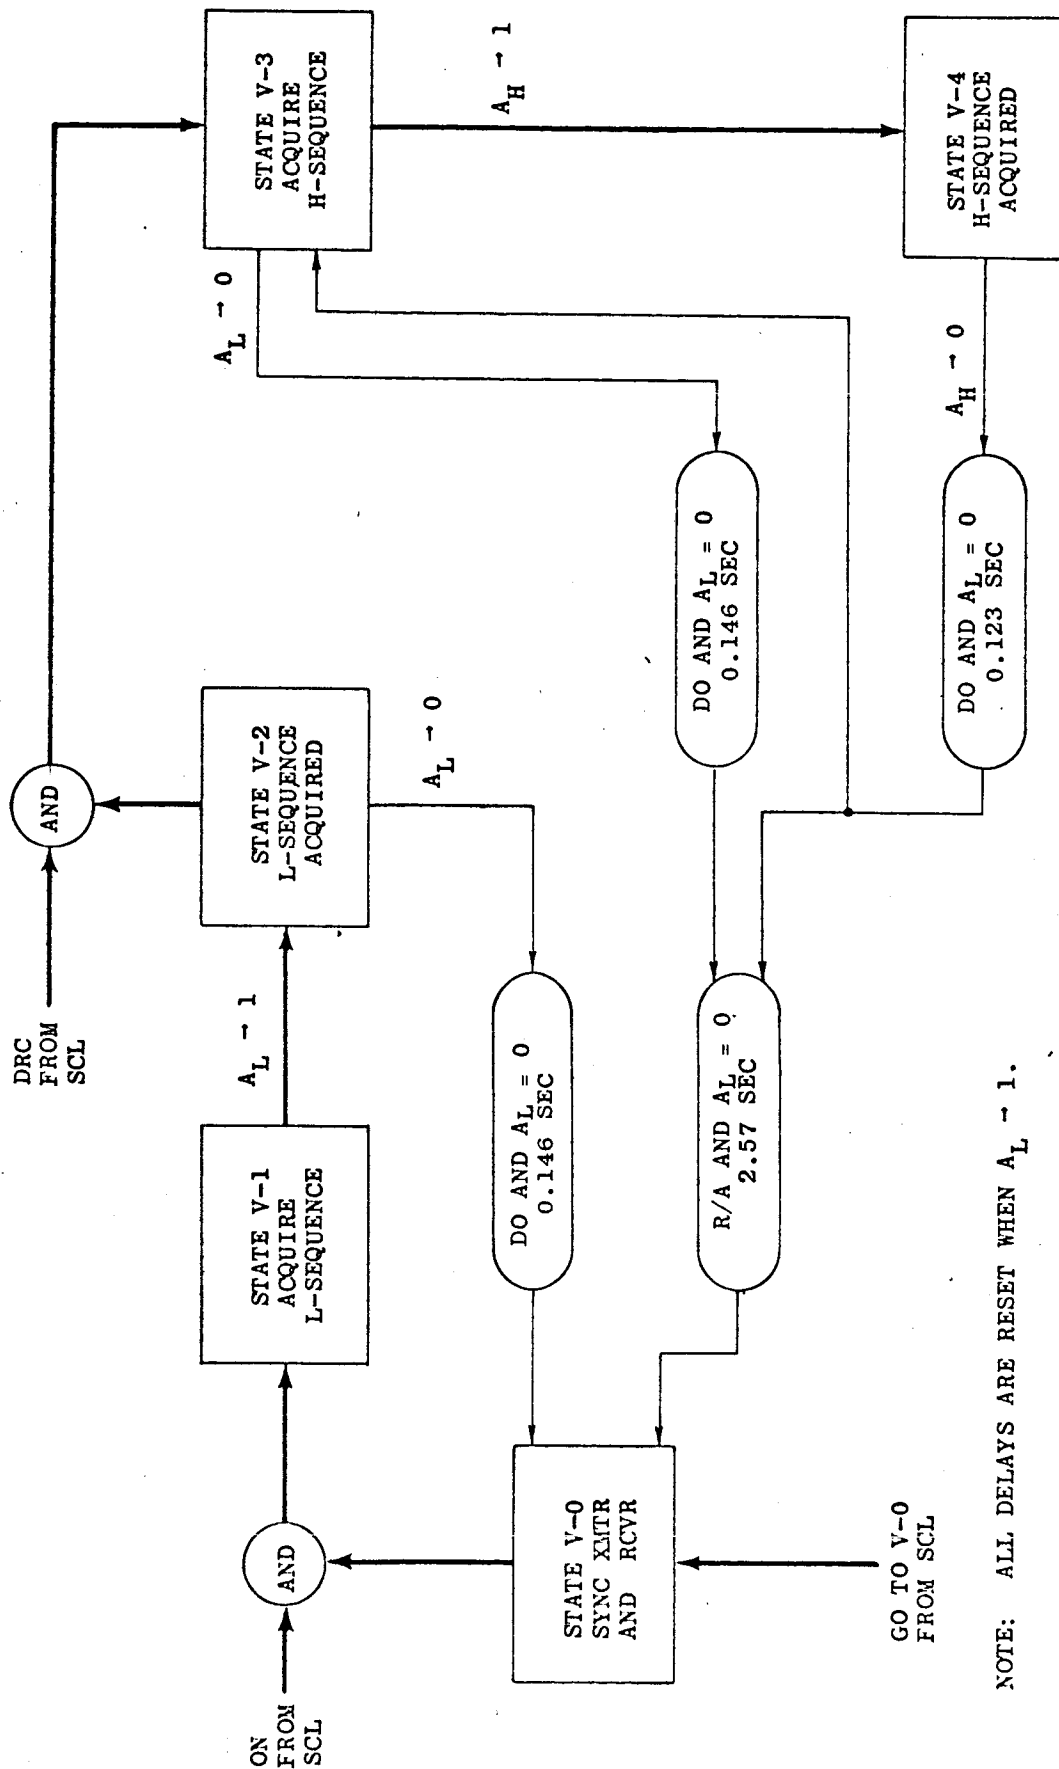 DRC
FROM
SCL
AND
ON
FROM
SCL
AND
STATE V-1
ACQUIRE
L-SEQUENCE
A_L → 1
STATE V-2
L-SEQUENCE
ACQUIRED
STATE V-3
ACQUIRE
H-SEQUENCE
A_L → 0
A_L → 0
A_H → 1
STATE V-0
SYNC XMTR
AND RCVR
DO AND A_L = 0
0.146 SEC
R/A AND A_L = 0
2.57 SEC
DO AND A_L = 0
0.146 SEC
GO TO V-0
FROM SCL
DO AND A_L = 0
0.123 SEC
A_H → 0
STATE V-4
H-SEQUENCE
ACQUIRED
NOTE: ALL DELAYS ARE RESET WHEN A_L → 1.